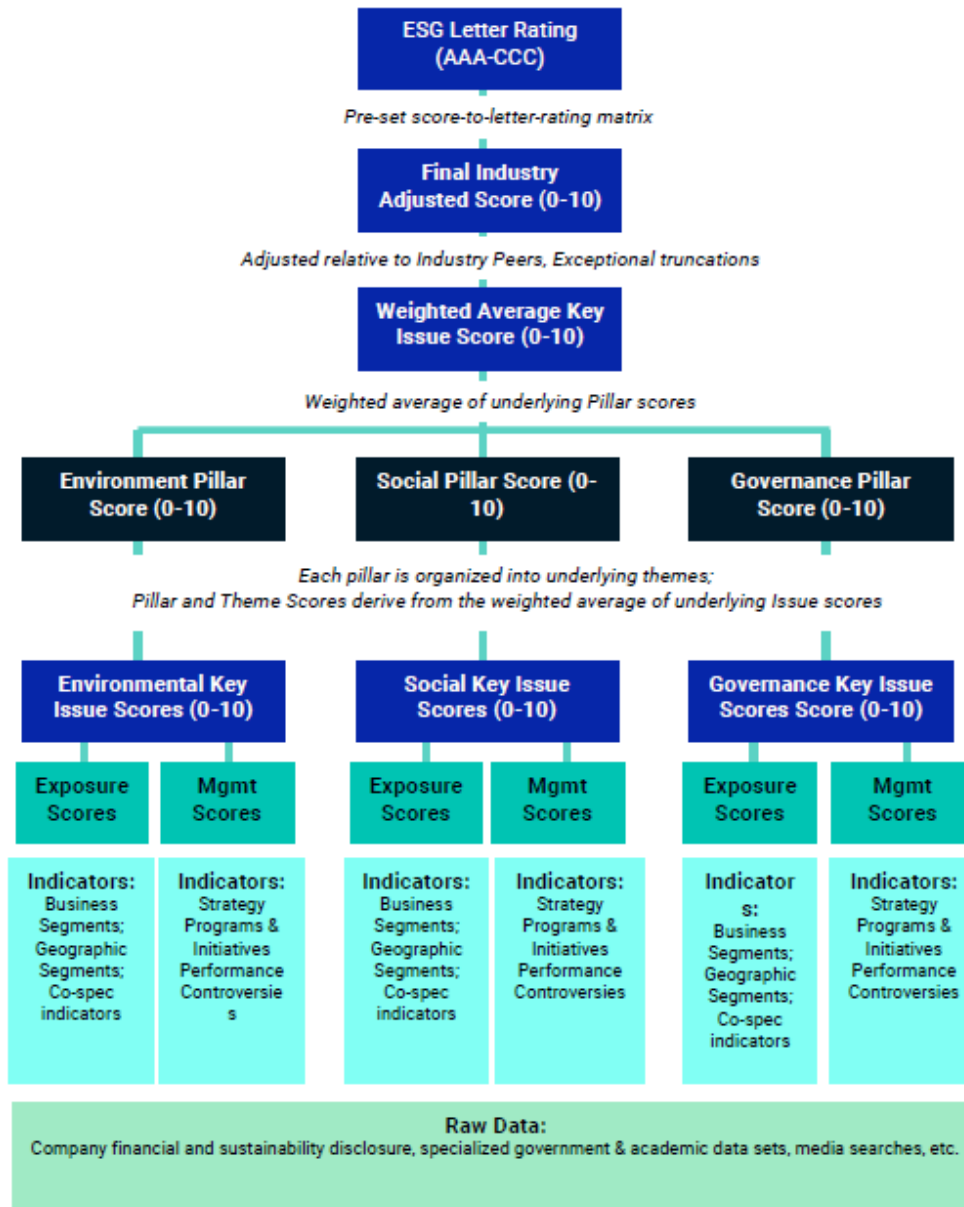 ESG Letter Rating
(AAA-CCC)
Pre-set score-to-letter-rating matrix
Final Industry
Adjusted Score (0-10)
Adjusted relative to Industry Peers, Exceptional truncations
Weighted Average Key
Issue Score (0-10)
Weighted average of underlying Pillar scores
Environment Pillar
Score (0-10)
Social Pillar Score (0-
10)
Governance Pillar
Score (0-10)
Each pillar is organized into underlying themes;
Pillar and Theme Scores derive from the weighted average of underlying Issue scores
Environmental Key
Issue Scores (0-10)
Social Key Issue
Scores (0-10)
Governance Key Issue
Scores Score (0-10)
Exposure
Scores
Mgmt
Scores
Exposure
Scores
Mgmt
Scores
Exposure
Scores
Mgmt
Scores
Indicators:
Business
Segments;
Geographic
Segments;
Co-spec
indicators
Indicators:
Strategy
Programs &
Initiatives
Performance
Controversie
s
Indicators:
Business
Segments;
Geographic
Segments;
Co-spec
indicators
Indicators:
Strategy
Programs &
Initiatives
Performance
Controversies
Indicator
s:
Business
Segments;
Geographic
Segments;
Co-spec
indicators
Indicators:
Strategy
Programs &
Initiatives
Performance
Controversies
Raw Data:
Company financial and sustainability disclosure, specialized government & academic data sets, media searches, etc.